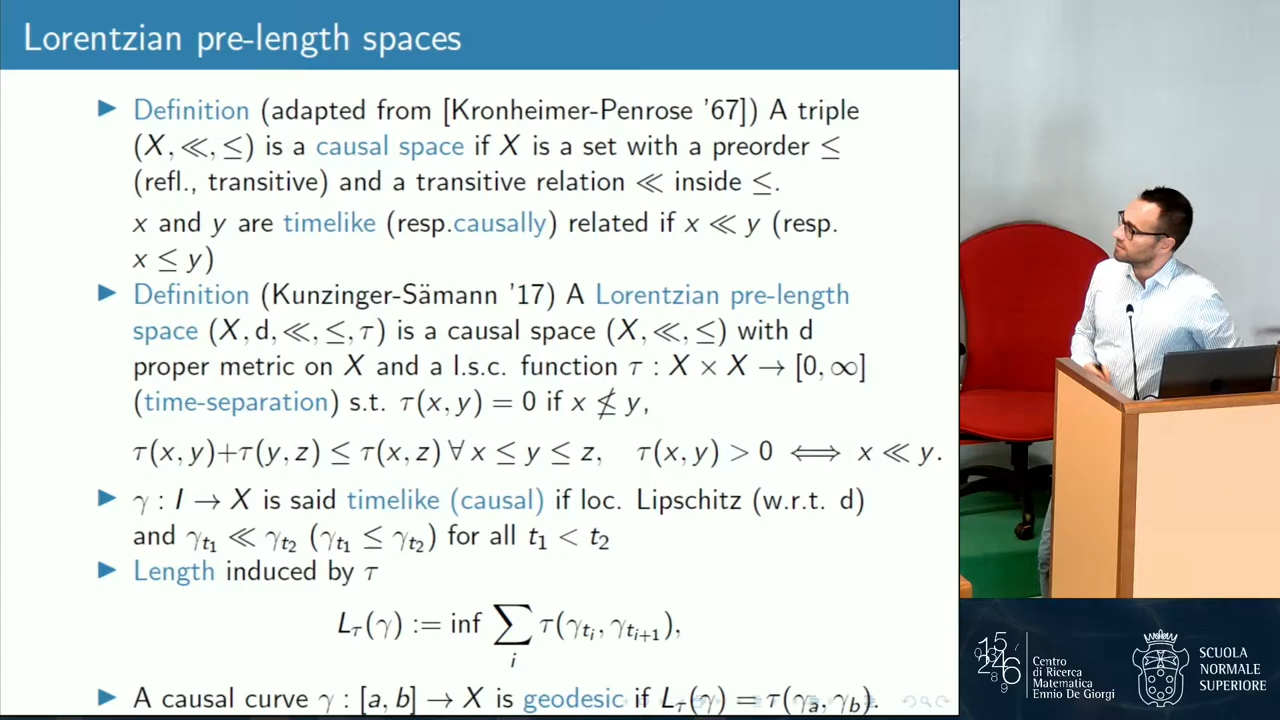 Lorentzian pre-length spaces
▶ Definition (adapted from [Kronheimer-Penrose '67]) A triple
(X, ≪, ≤) is a causal space if X is a set with a preorder ≤
(refl., transitive) and a transitive relation ≪ inside ≤.
x and y are timelike (resp.causally) related if x ≪ y (resp.
x ≤ y)
▶ Definition (Kunzinger-Sämann '17) A Lorentzian pre-length
space (X, d, ≪, ≤, τ) is a causal space (X, ≪, ≤) with d
proper metric on X and a l.s.c. function τ : X × X → [0, ∞]
(time-separation) s.t. τ(x, y) = 0 if x ≰ y,
τ(x, y)+τ(y, z) ≤ τ(x, z) ∀ x ≤ y ≤ z, τ(x, y) > 0 ⟺ x ≪ y.
▶ γ : I → X is said timelike (causal) if loc. Lipschitz (w.r.t. d)
and γ_{t_1} ≪ γ_{t_2} (γ_{t_1} ≤ γ_{t_2}) for all t_1 < t_2
▶ Length induced by τ
L_τ(γ) := inf ∑_i τ(γ_{t_i}, γ_{t_{i+1}}),
▶ A causal curve γ : [a, b] → X is geodesic if L_τ(γ) = τ(γ_a, γ_b).
Centro
di Ricerca
Matematica
Ennio De Giorgi
SCUOLA
NORMALE
SUPERIORE